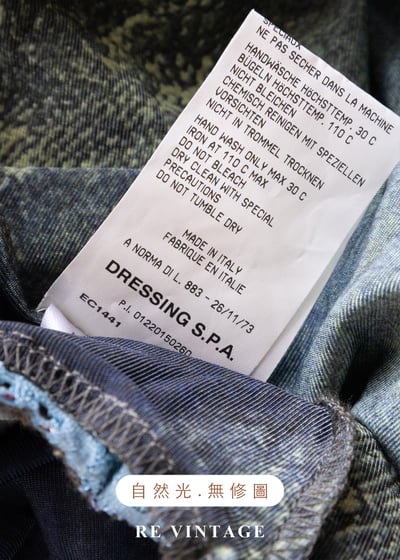 SPECIAUX
NE PAS SECHER DANS LA MACHINE
HANDWÄSCHE HöCHSTTEMP. 30 C
BÜGELN HÖCHSTTEMP. 110 C
NICHT BLEICHEN
CHEMISCH REINIGEN MIT SPEZIELLEN
VORSICHTEN
NICHT IN TROMMEL TROCKNEN
HAND WASH ONLY MAX 30 C
IRON AT 110 C MAX
DO NOT BLEACH
DRY CLEAN WITH SPECIAL
PRECAUTIONS
DO NOT TUMBLE DRY
MADE IN ITALY
FABRIQUE EN ITALIE
A NORMA DI L. 883 - 26/11/73
DRESSING S.P.A.
P.I. 01220150260
EC1441
自然光.無修圖
RE VINTAGE